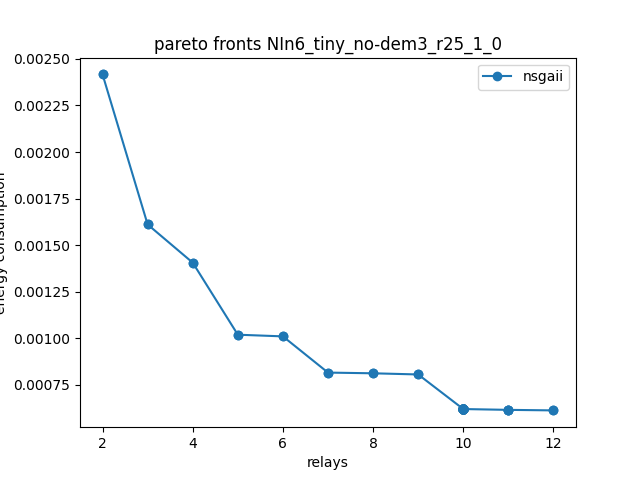 pareto fronts NIn6_tiny_no-dem3_r25_1_0
nsgaii
0.00250
0.00225
0.00200
0.00175
0.00150
0.00125
0.00100
0.00075
energy consumption
2 4 6 8 10 12
relays